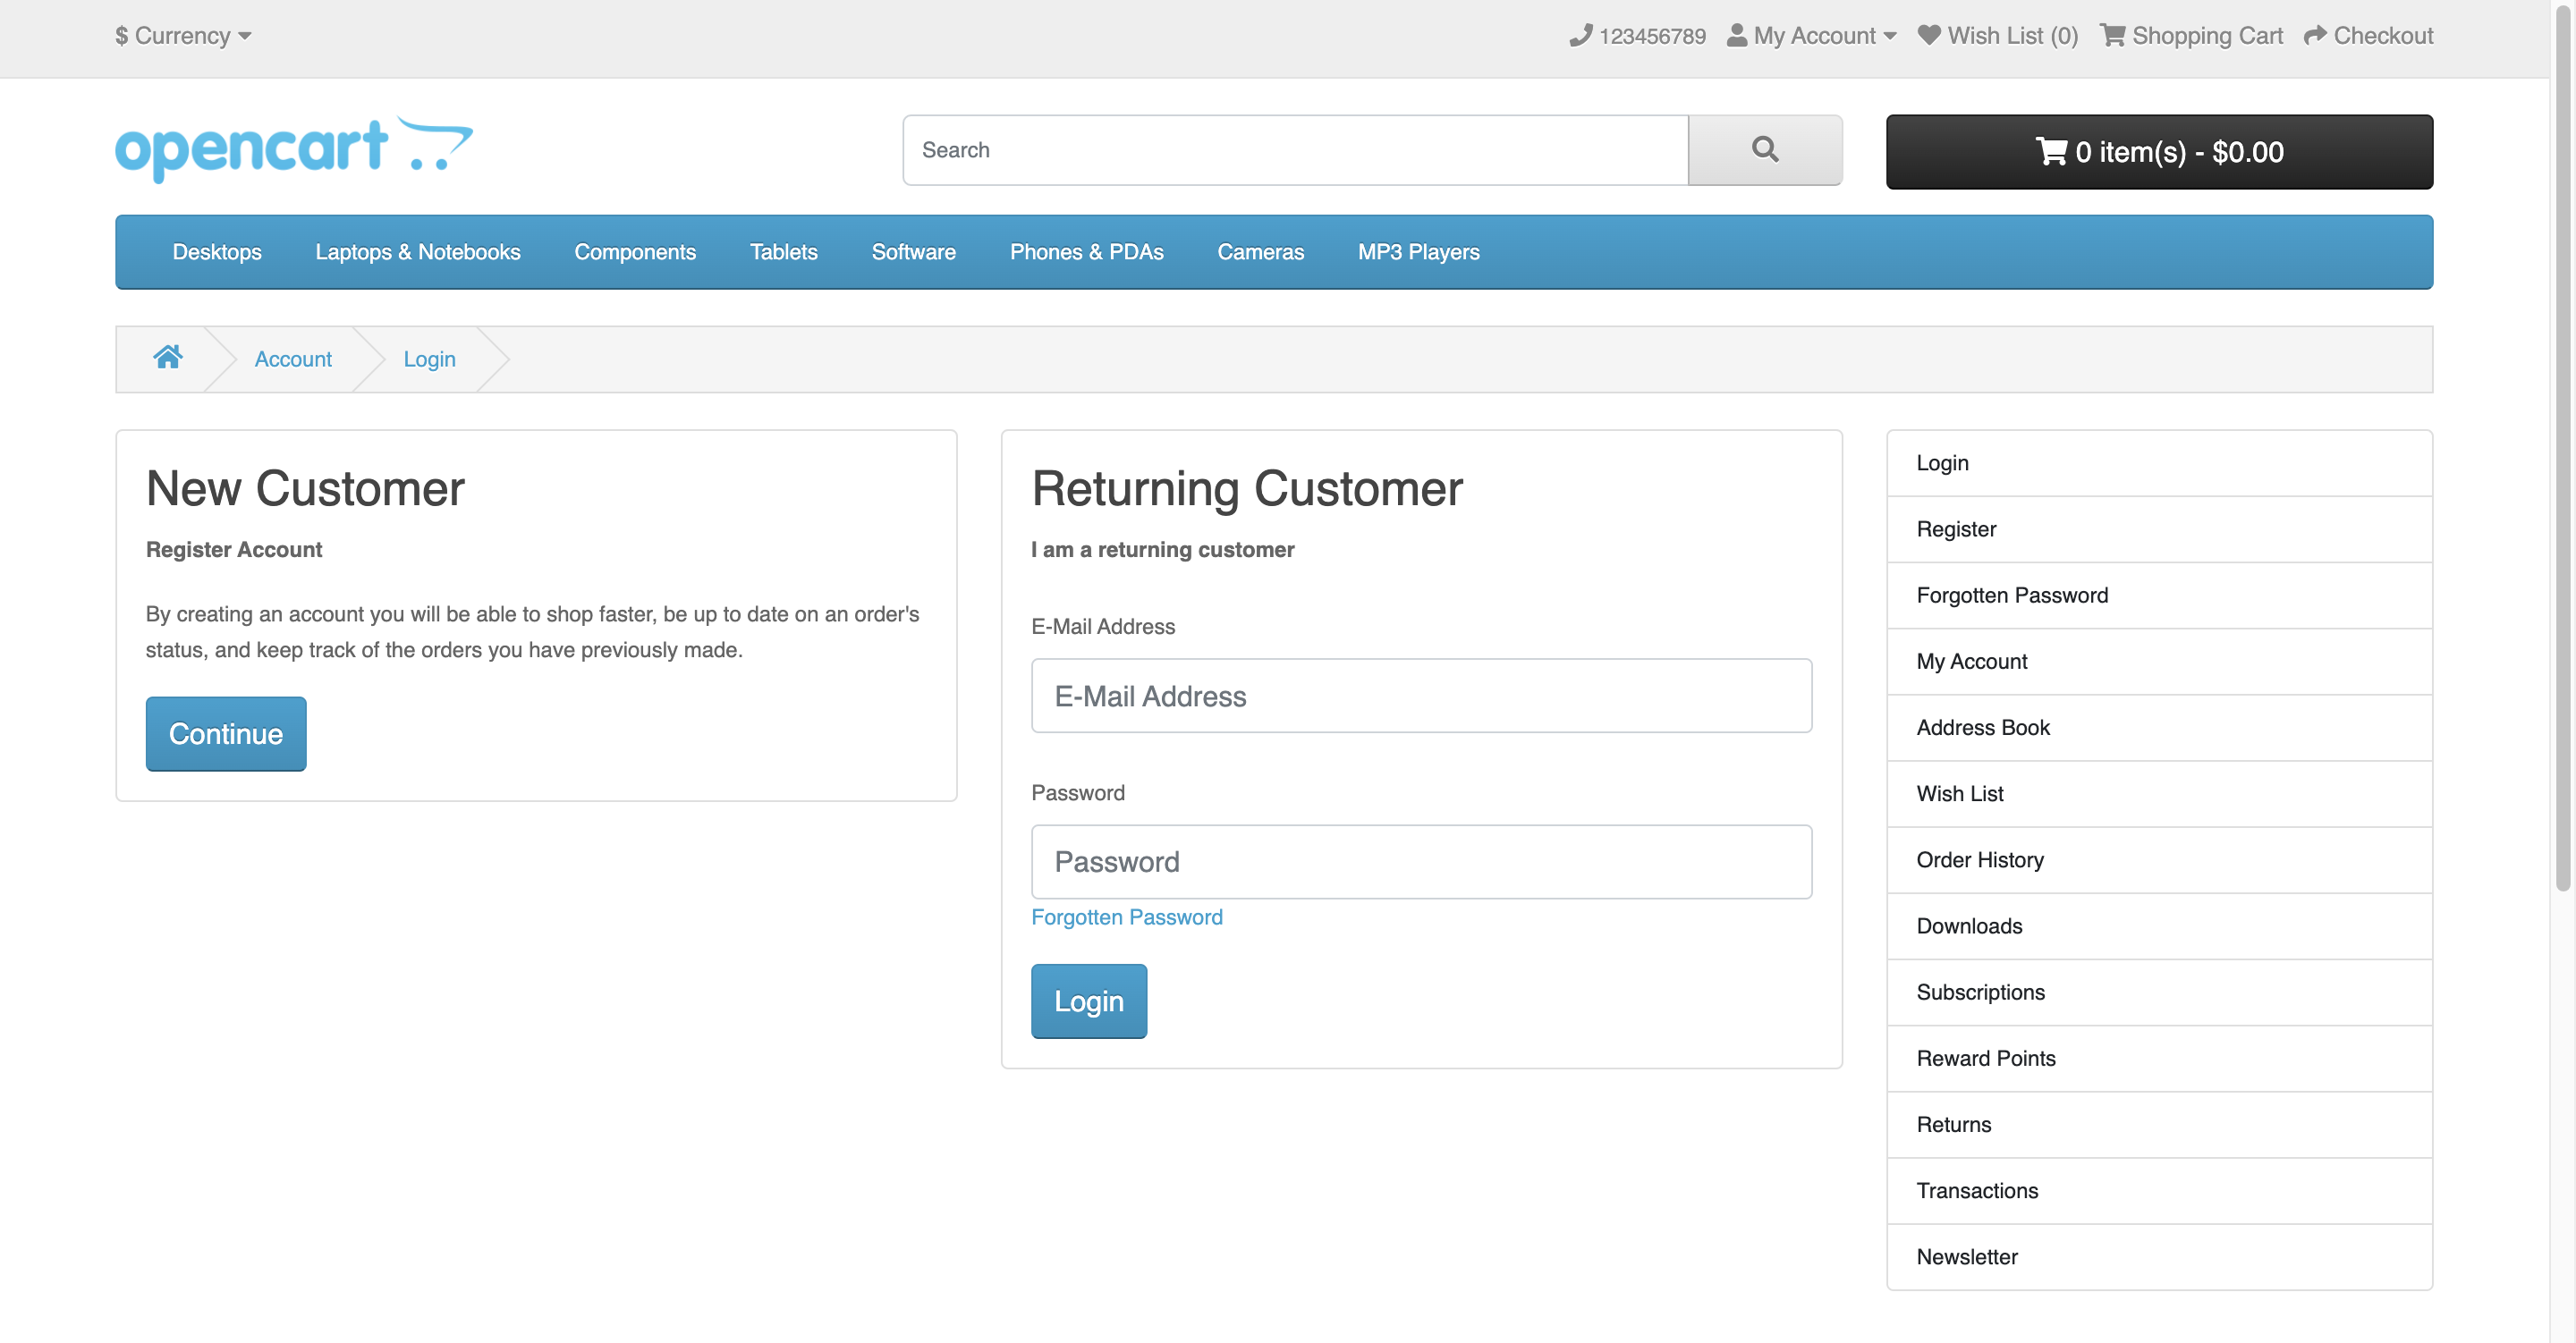 $ Currency
123456789 My Account Wish List (0) Shopping Cart Checkout
opencart
Search
0 item(s) - $0.00
Desktops Laptops & Notebooks Components Tablets Software Phones & PDAs Cameras MP3 Players
Account Login
New Customer
Register Account
By creating an account you will be able to shop faster, be up to date on an order's
status, and keep track of the orders you have previously made.
Continue
Returning Customer
I am a returning customer
E-Mail Address
E-Mail Address
Password
Password
Forgotten Password
Login
Login
Register
Forgotten Password
My Account
Address Book
Wish List
Order History
Downloads
Subscriptions
Reward Points
Returns
Transactions
Newsletter